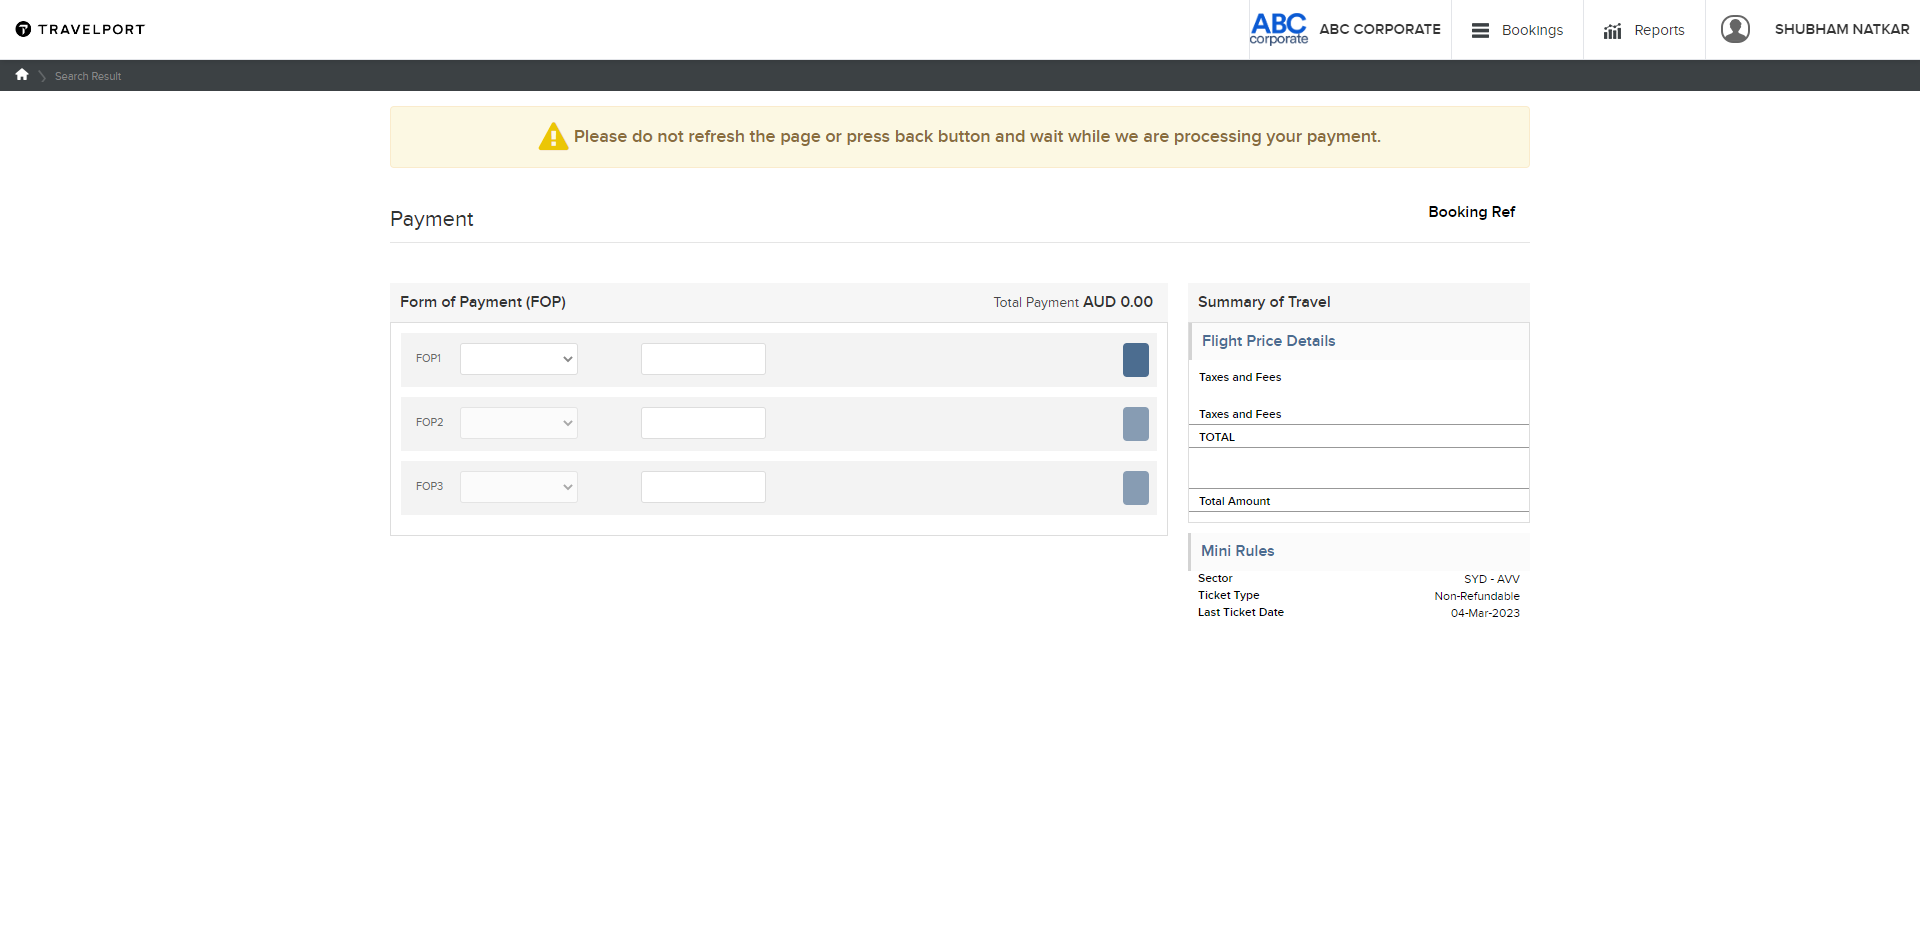 TRAVELPORT
ABC corporate
ABC CORPORATE
Bookings
Reports
SHUBHAM NATKAR
Search Result
Please do not refresh the page or press back button and wait while we are processing your payment.
Payment
Booking Ref
Form of Payment (FOP)
Total Payment AUD 0.00
FOP1
FOP2
FOP3
Summary of Travel
Flight Price Details
Taxes and Fees
Taxes and Fees
TOTAL
Total Amount
Mini Rules
Sector SYD - AVV
Ticket Type Non-Refundable
Last Ticket Date 04-Mar-2023